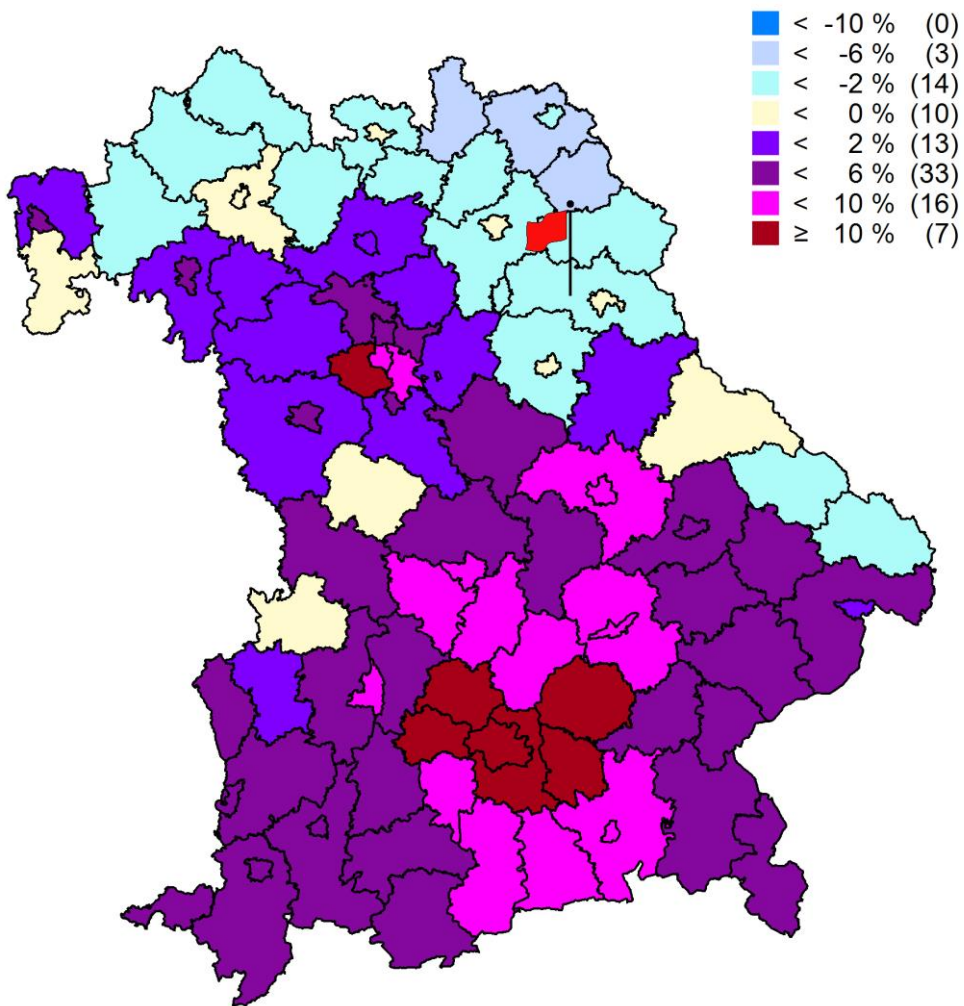 < -10 % (0)
< -6 % (3)
< -2 % (14)
< 0 % (10)
< 2 % (13)
< 6 % (33)
< 10 % (16)
≥ 10 % (7)